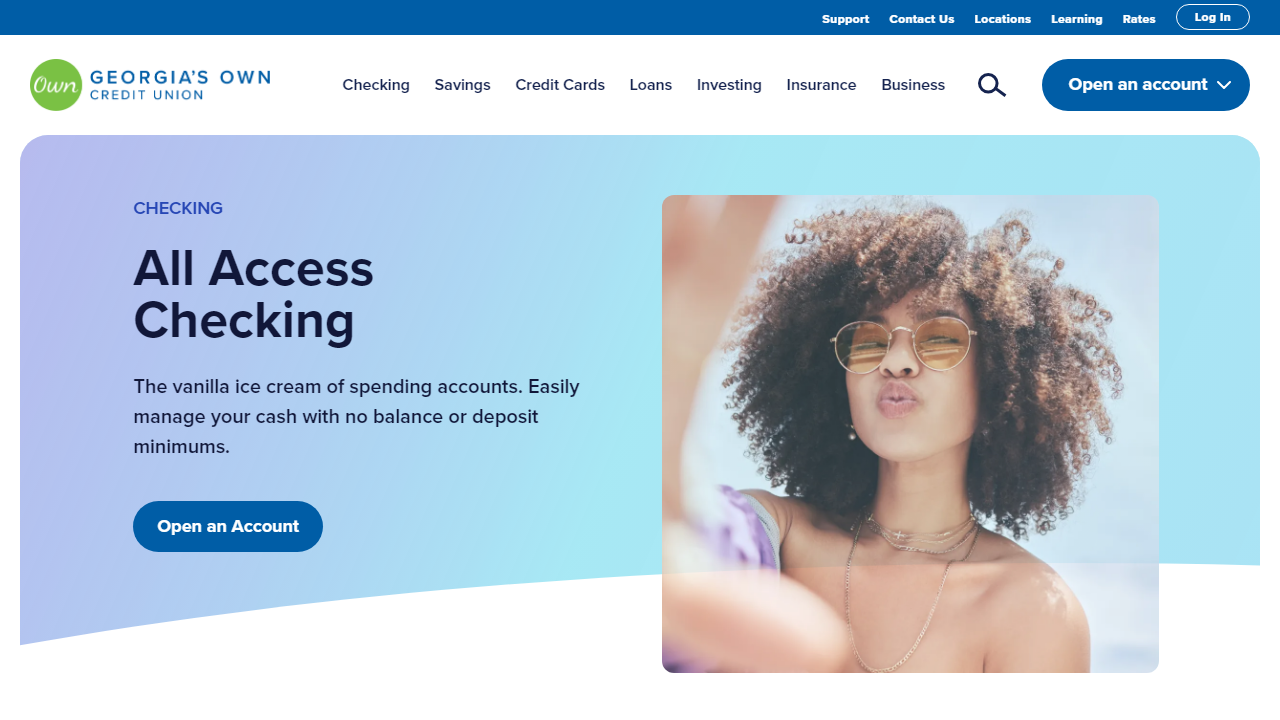 Support Contact Us Locations Learning Rates Log In
Own GEORGIA'S OWN
CREDIT UNION
Checking Savings Credit Cards Loans Investing Insurance Business Open an account
CHECKING
All Access
Checking
The vanilla ice cream of spending accounts. Easily
manage your cash with no balance or deposit
minimums.
Open an Account